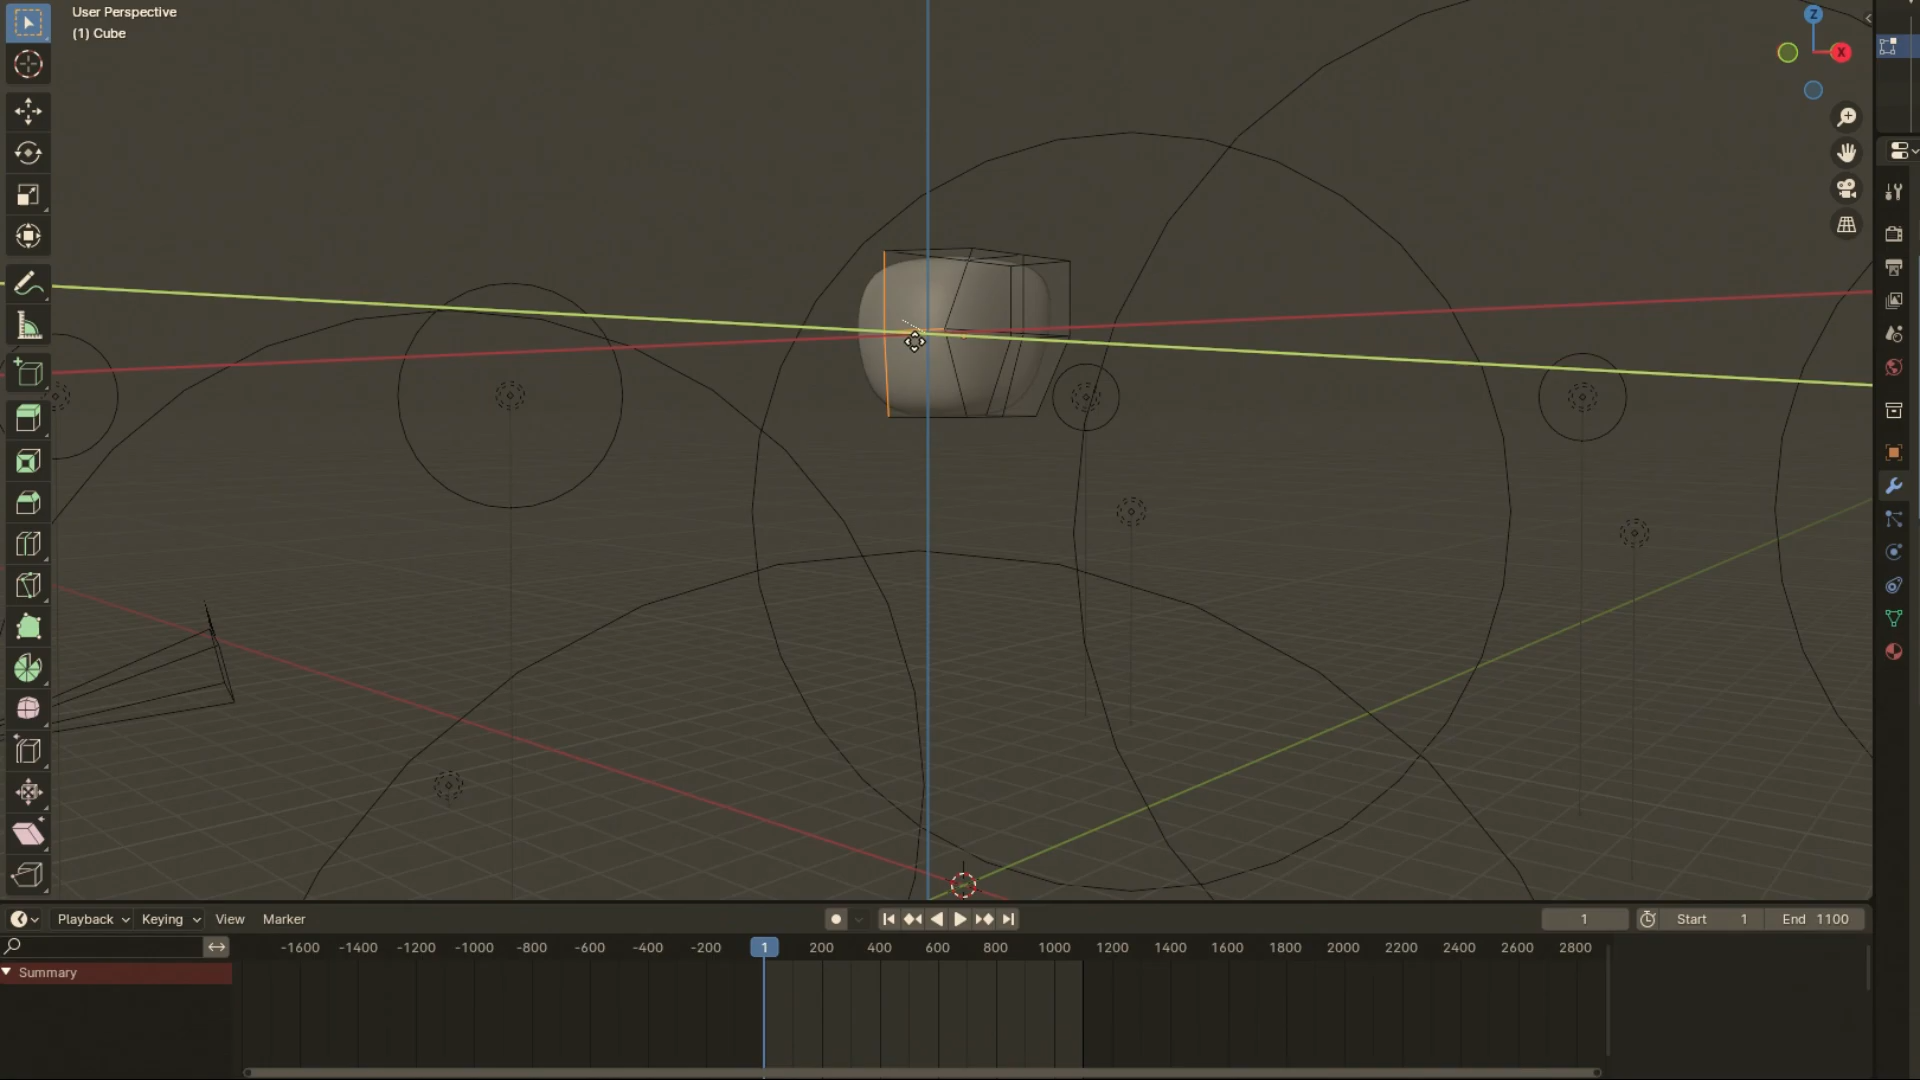 User Perspective
(1) Cube
Z
X
Playback
Keying
View
Marker
1
Start 1
End 1100
-1600 -1400 -1200 -1000 -800 -600 -400 -200 1 200 400 600 800 1000 1200 1400 1600 1800 2000 2200 2400 2600 2800
Summary